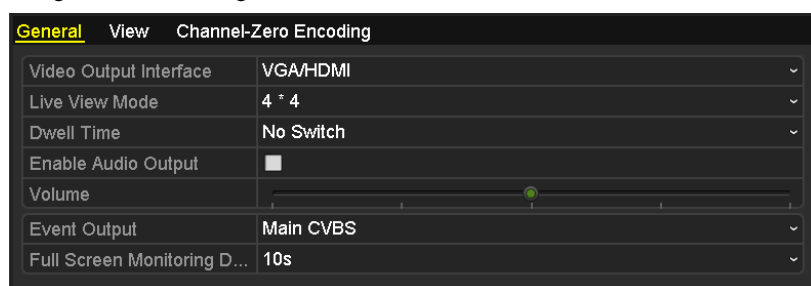 General View Channel-Zero Encoding
Video Output Interface VGA/HDMI
Live View Mode 4 * 4
Dwell Time No Switch
Enable Audio Output
Volume
Event Output Main CVBS
Full Screen Monitoring D... 10s